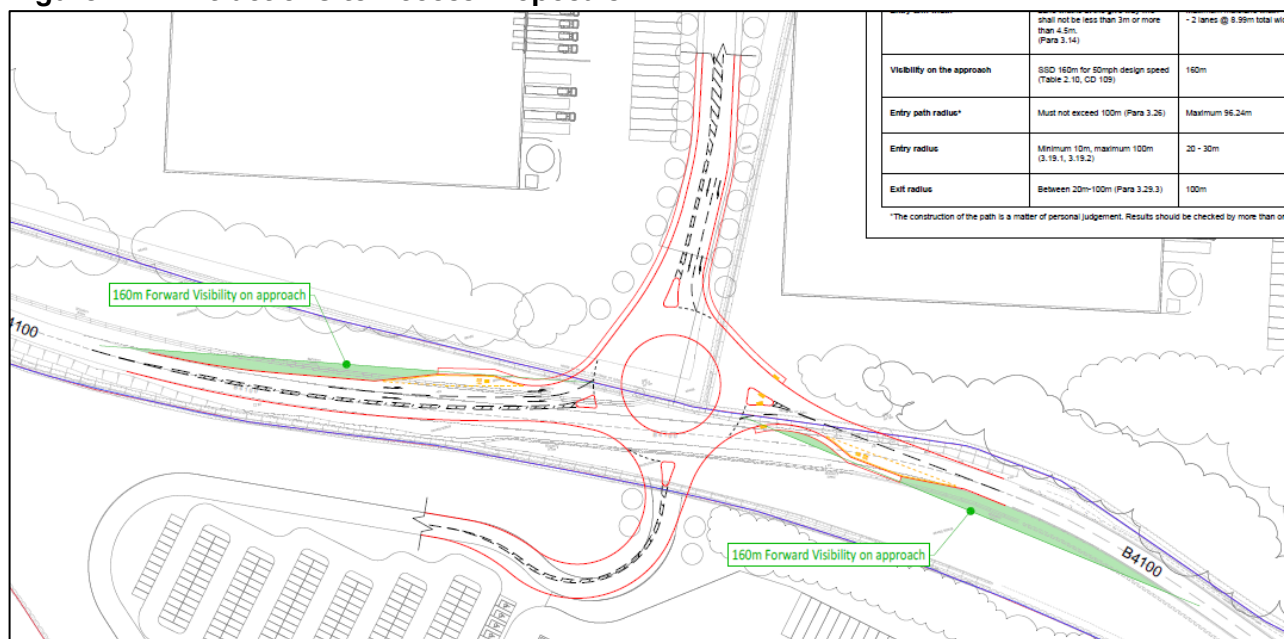 shall not be less than 3m or more
- 2 lanes @ 8.99m total wid
than 4.5m.
(Para 3.14)
Visibility on the approach
SSD 160m for 50mph design speed
(Table 2.10, CD 109)
160m
Entry path radius*
Must not exceed 100m (Para 3.26)
Maximum 96.24m
Entry radius
Minimum 10m, maximum 100m
(3.19.1, 3.19.2)
20 - 30m
Exit radius
Between 20m-100m (Para 3.29.3)
100m
*The construction of the path is a matter of personal judgement. Results should be checked by more than on
160m Forward Visibility on approach
4100
160m Forward Visibility on approach
B4100